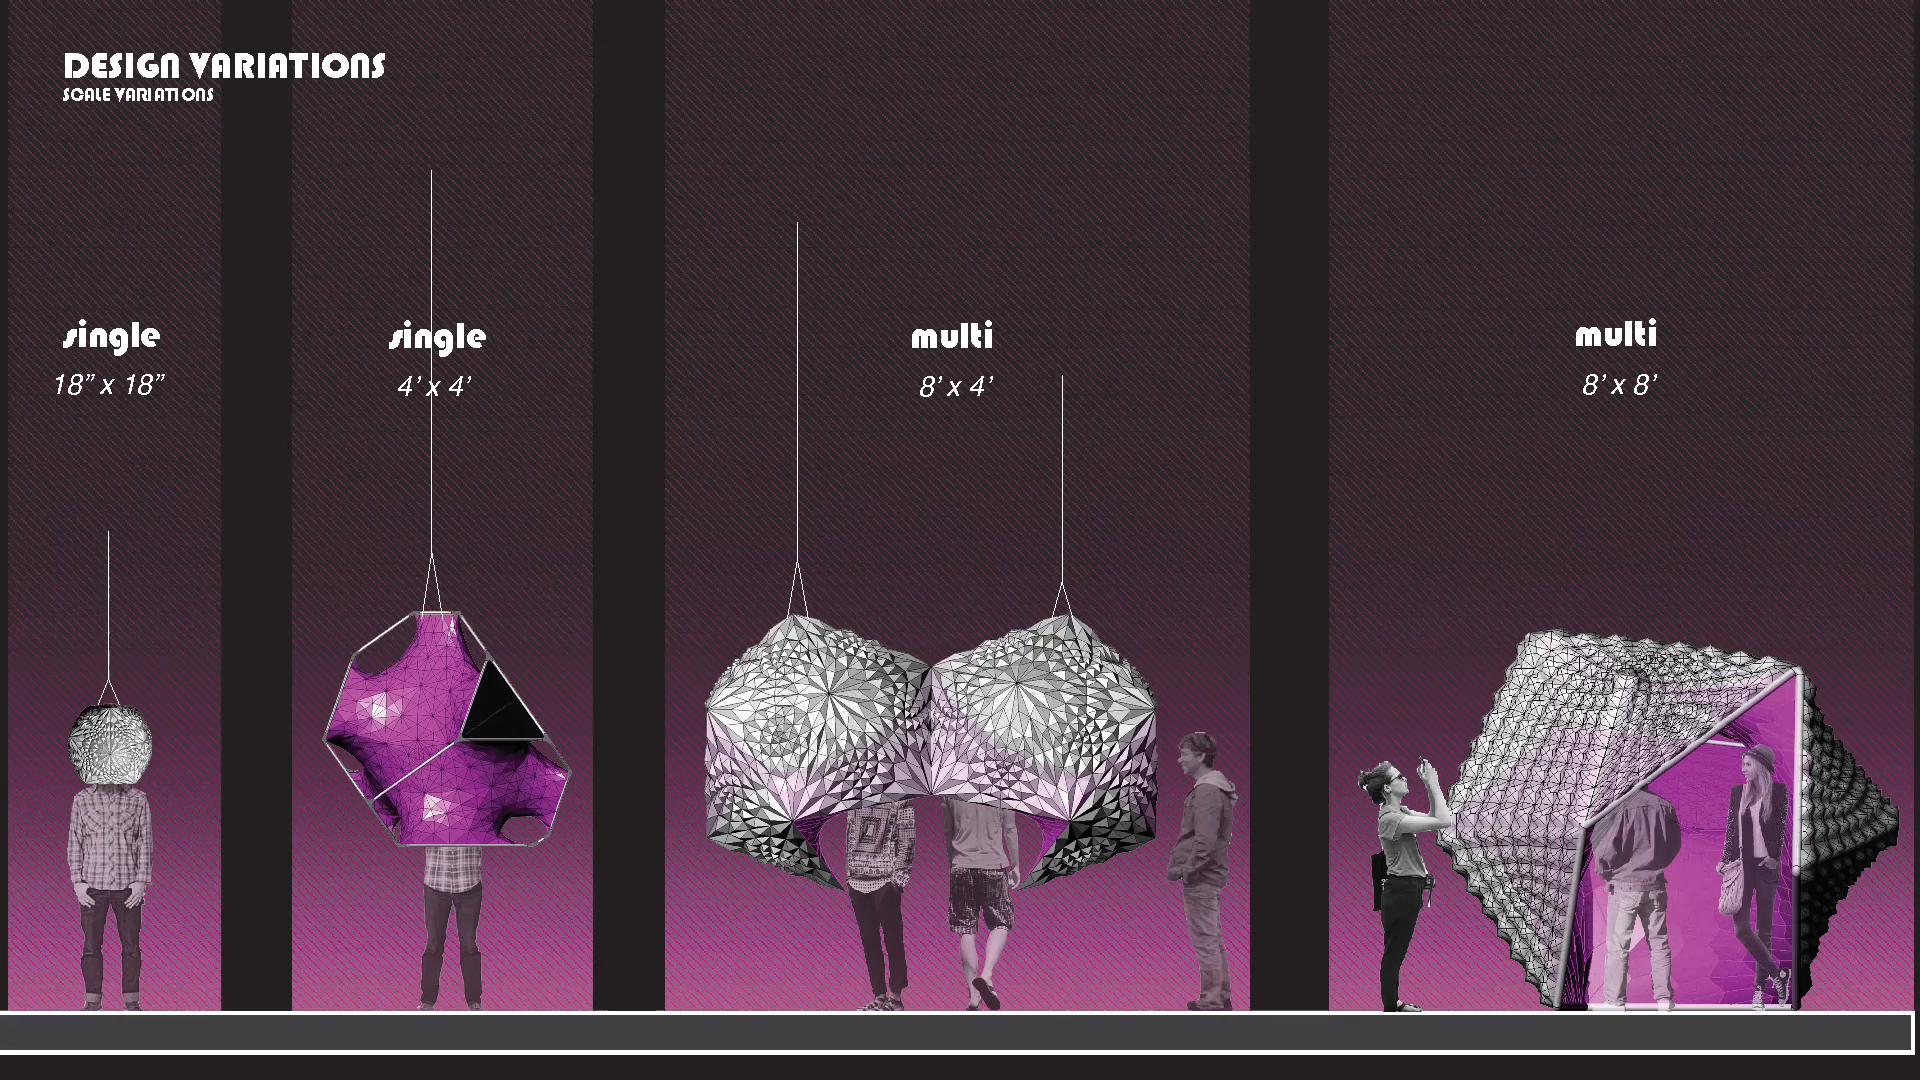 DESIGN VARIATIONS
SCALE VARIATIONS
single
18” x 18”
single
4’ x 4’
multi
8’ x 4’
multi
8’ x 8’